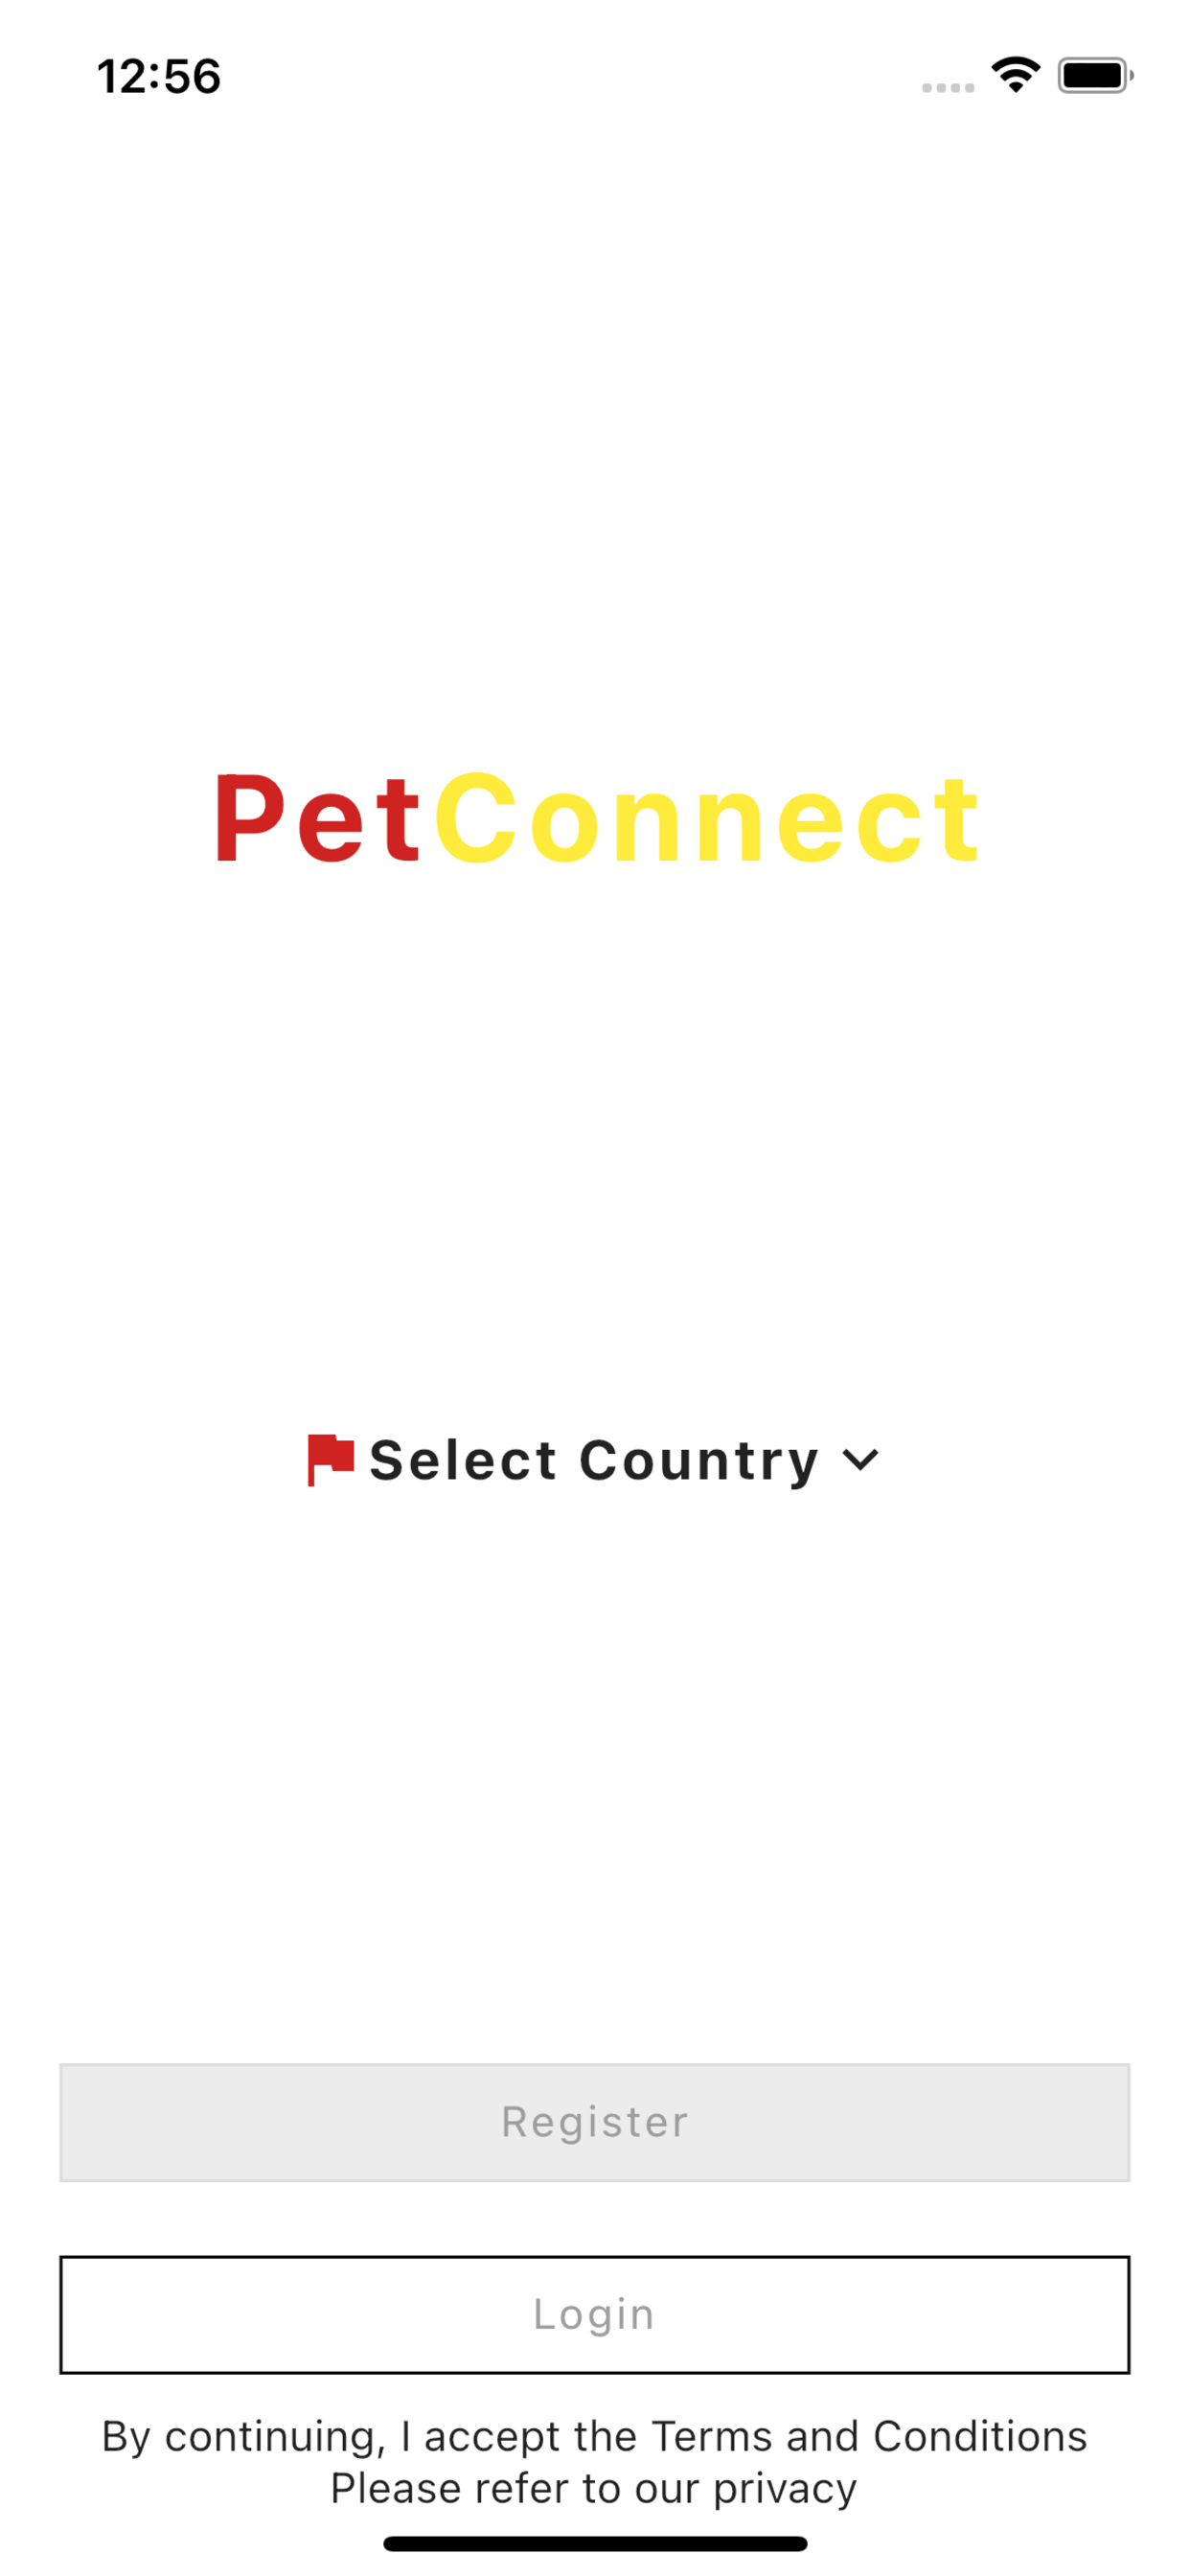 12:56
PetConnect
Select Country
Register
Login
By continuing, I accept the Terms and Conditions
Please refer to our privacy